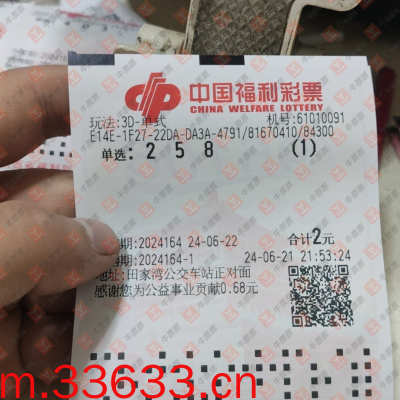 中国福利彩票
CHINA WELFARE LOTTERY
玩法:3D-单式 机号:61010091
E14E-1F27-22DA-DA3A-4791/81670410/84300
单选: 2 5 8 (1)
期:2024164 24-06-22 合计2元
期:2024164-1 24-06-21 21:53:24
地址:田家湾公交车站正对面
感谢您为公益事业贡献0.68元
m.33633.cn